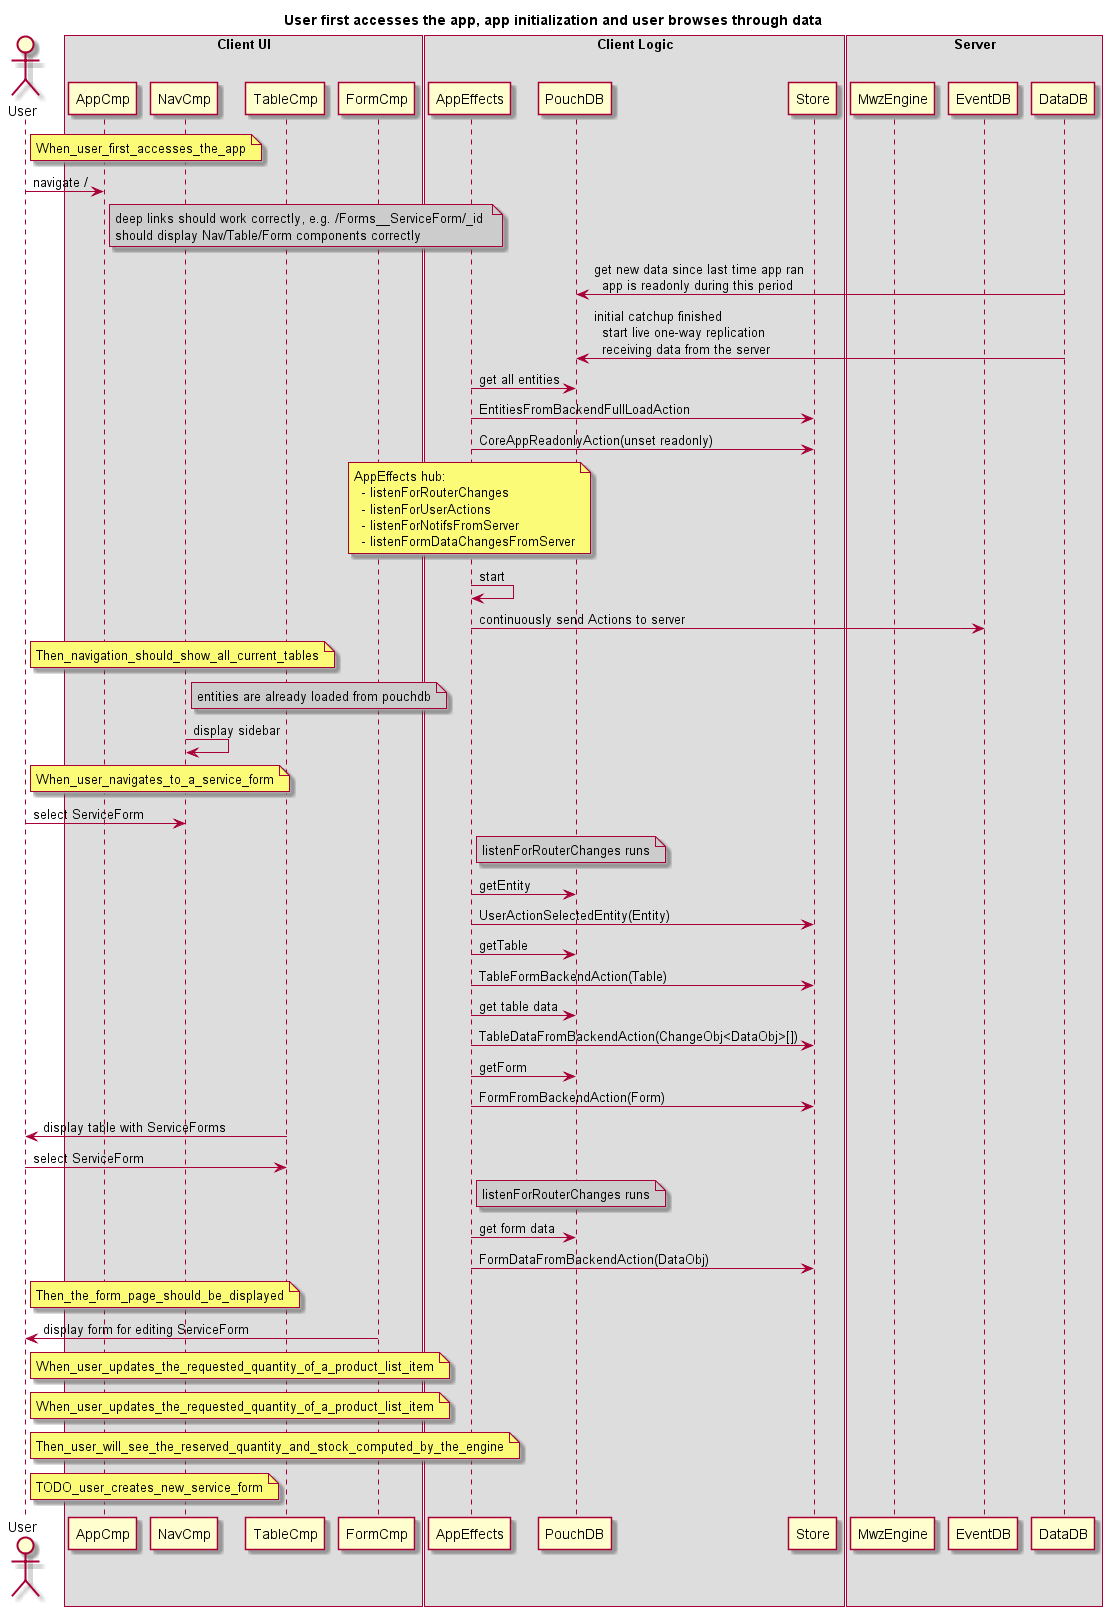 User first accesses the app, app initialization and user browses through data
Client UI
Client Logic
Server
User
AppCmp
NavCmp
TableCmp
FormCmp
AppEffects
PouchDB
Store
MwzEngine
EventDB
DataDB
When_user_first_accesses_the_app
navigate /
deep links should work correctly, e.g. /Forms__ServiceForm/_id
should display Nav/Table/Form components correctly
get new data since last time app ran
app is readonly during this period
initial catchup finished
start live one-way replication
receiving data from the server
get all entities
EntitiesFromBackendFullLoadAction
CoreAppReadonlyAction(unset readonly)
AppEffects hub:
- listenForRouterChanges
- listenForUserActions
- listenForNotifsFromServer
- listenFormDataChangesFromServer
start
continuously send Actions to server
Then_navigation_should_show_all_current_tables
entities are already loaded from pouchdb
display sidebar
When_user_navigates_to_a_service_form
select ServiceForm
listenForRouterChanges runs
getEntity
UserActionSelectedEntity(Entity)
getTable
TableFormBackendAction(Table)
get table data
TableDataFromBackendAction(ChangeObj<DataObj>[])
getForm
FormFromBackendAction(Form)
display table with ServiceForms
select ServiceForm
listenForRouterChanges runs
get form data
FormDataFromBackendAction(DataObj)
Then_the_form_page_should_be_displayed
display form for editing ServiceForm
When_user_updates_the_requested_quantity_of_a_product_list_item
When_user_updates_the_requested_quantity_of_a_product_list_item
Then_user_will_see_the_reserved_quantity_and_stock_computed_by_the_engine
TODO_user_creates_new_service_form
User
AppCmp
NavCmp
TableCmp
FormCmp
AppEffects
PouchDB
Store
MwzEngine
EventDB
DataDB